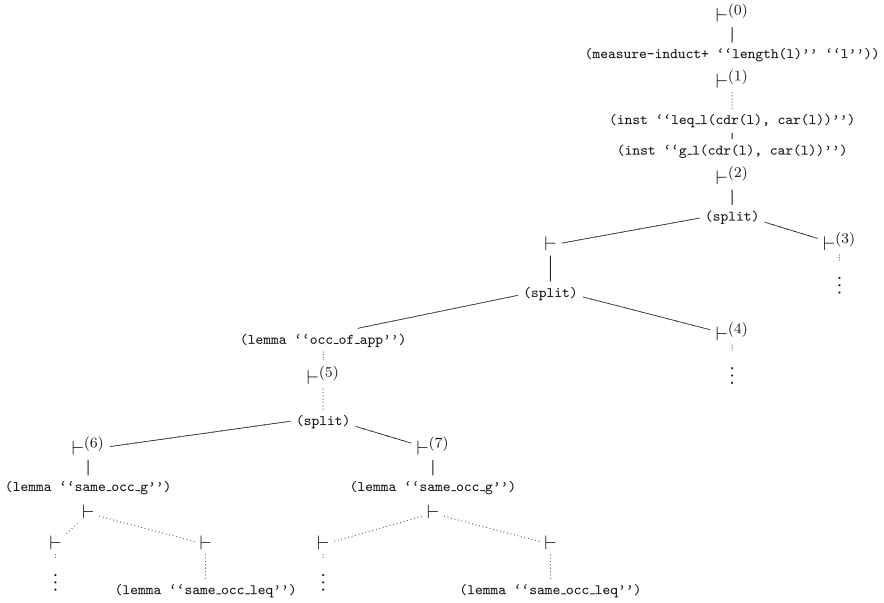 ⊢(0)
(measure-induct+ ‘‘length(l)’’ ‘‘l’’))
⊢(1)
(inst ‘‘leq_l(cdr(l), car(l))’’)
(inst ‘‘g_l(cdr(l), car(l))’’)
⊢(2)
(split)
⊢ ⊢(3)
⋮
(split)
(lemma ‘‘occ_of_app’’) ⊢(4)
⊢(5) ⋮
(split)
⊢(6) ⊢(7)
(lemma ‘‘same_occ_g’’) (lemma ‘‘same_occ_g’’)
⊢ ⊢
⊢ ⊢ ⊢ ⊢
⋮ (lemma ‘‘same_occ_leq’’) ⋮ (lemma ‘‘same_occ_leq’’)